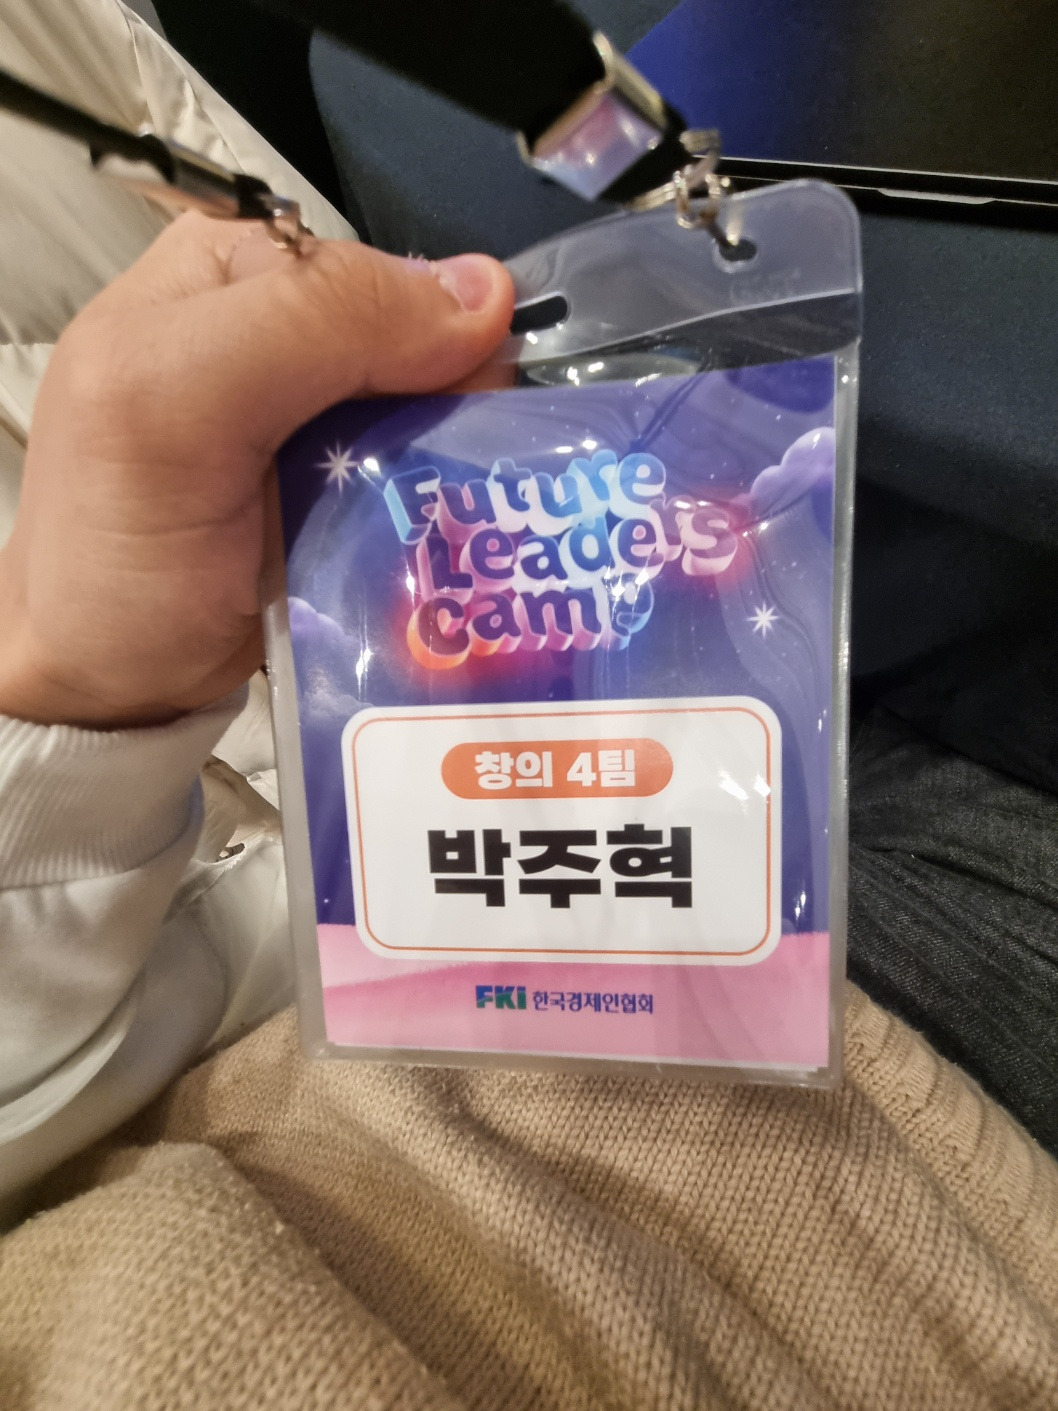 Future
Leaders
Camp
창의 4팀
박주혁
FKI 한국경제인협회